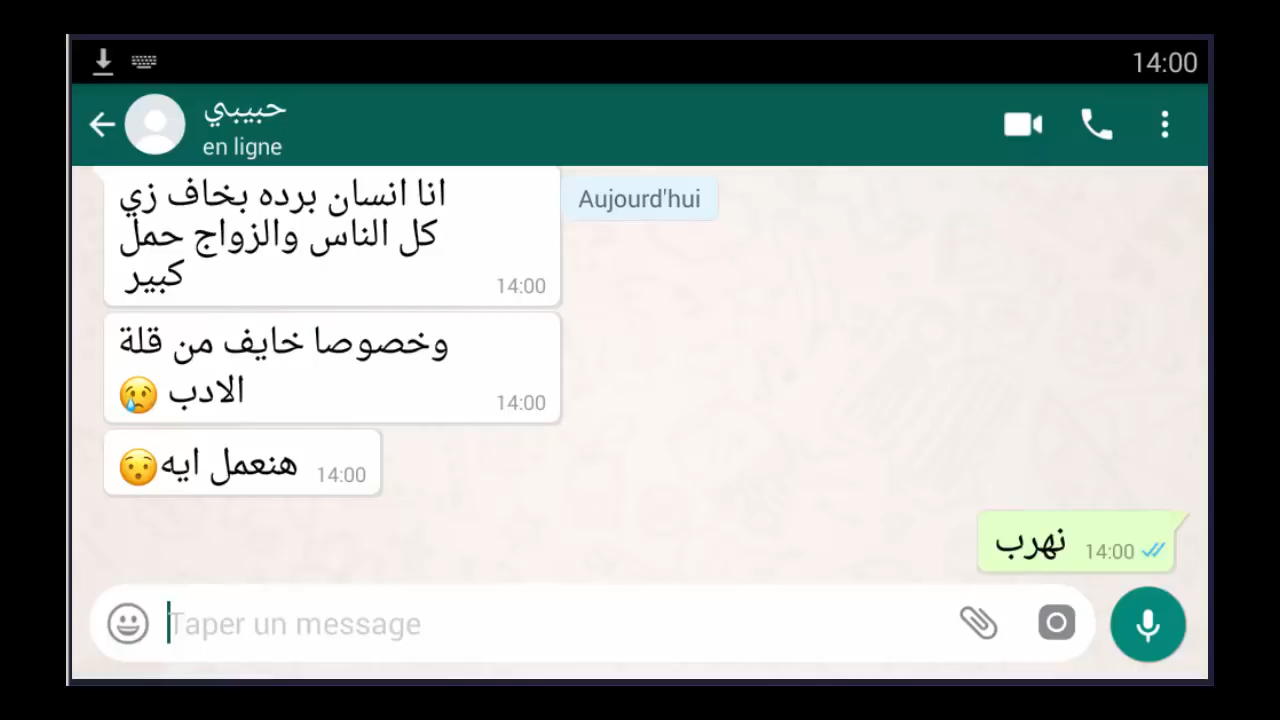 14:00
حبيبي
en ligne
Aujourd'hui
انا انسان برده بخاف زي
كل الناس والزواج حمل
كبير
14:00
وخصوصا خايف من قلة
الادب 😢
14:00
هنعمل ايه😯 14:00
نهرب 14:00
Taper un message